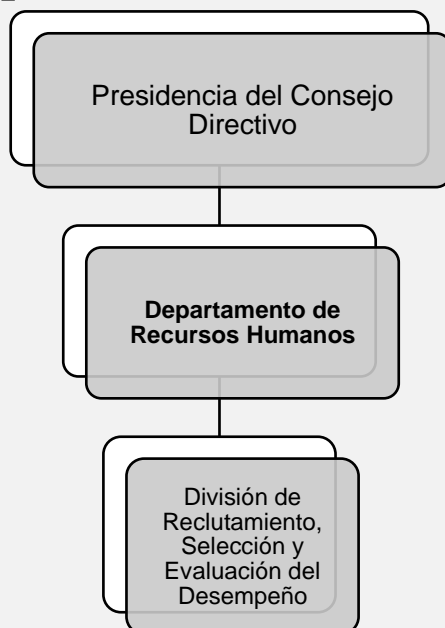 Presidencia del Consejo
Directivo
Departamento de
Recursos Humanos
División de
Reclutamiento,
Selección y
Evaluación del
Desempeño